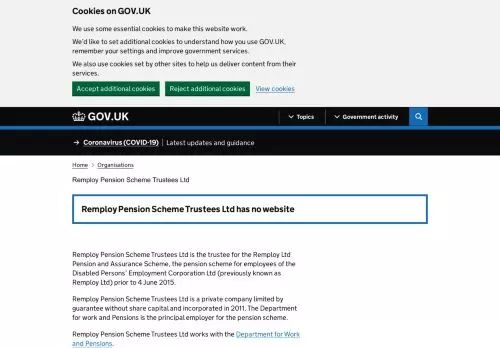 Cookies on GOV.UK
We use some essential cookies to make this website work.
We'd like to set additional cookies to understand how you use GOV.UK,
remember your settings and improve government services.
We also use cookies set by other sites to help us deliver content from their
services.
Accept additional cookies Reject additional cookies View cookies
GOV.UK Topics Government activity
→ Coronavirus (COVID-19) Latest updates and guidance
Home > Organisations
Remploy Pension Scheme Trustees Ltd
Remploy Pension Scheme Trustees Ltd has no website
Remploy Pension Scheme Trustees Ltd is the trustee for the Remploy Ltd
Pension and Assurance Scheme, the pension scheme for employees of the
Disabled Persons' Employment Corporation Ltd (previously known as
Remploy Ltd) prior to 4 June 2015.
Remploy Pension Scheme Trustees Ltd is a private company limited by
guarantee without share capital and incorporated in 2011. The Department
for work and Pensions is the principal employer for the pension scheme.
Remploy Pension Scheme Trustees Ltd works with the Department for Work
and Pensions.